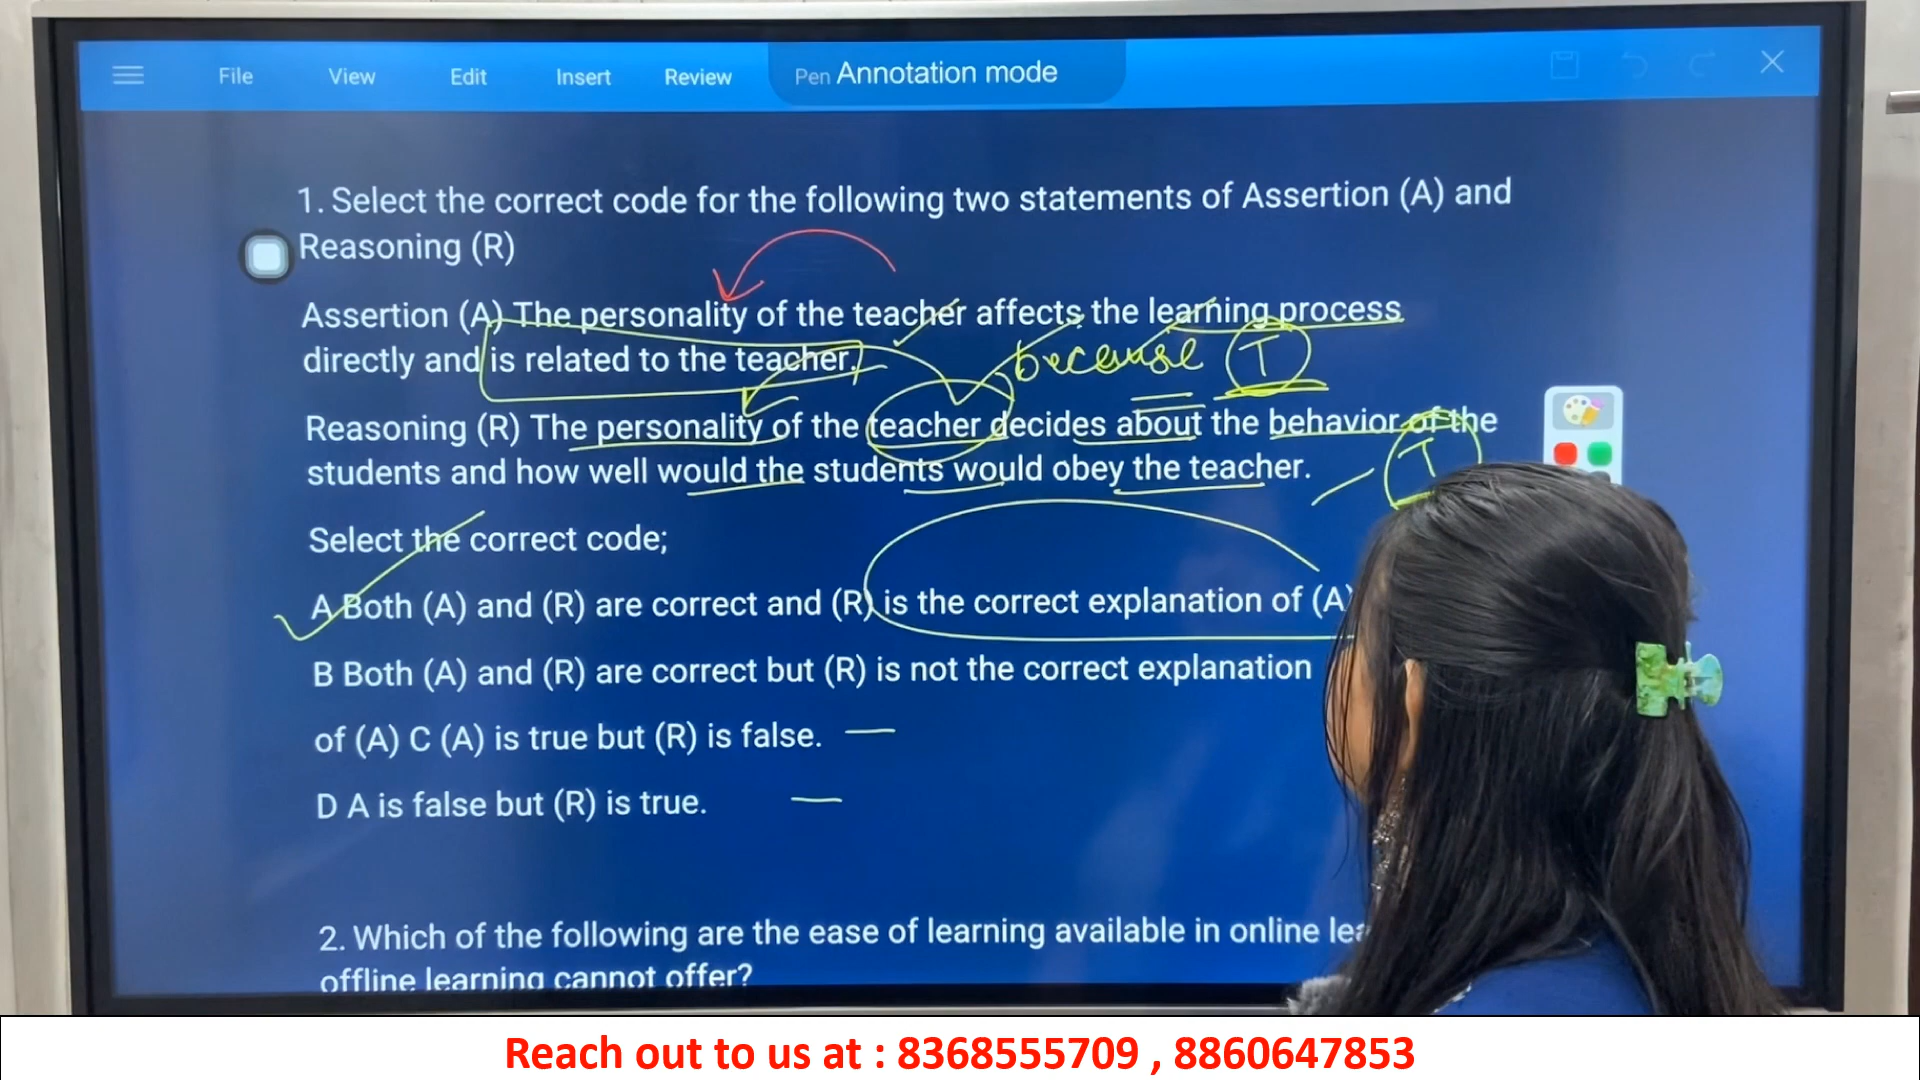 File View Edit Insert Review Pen Annotation mode
1. Select the correct code for the following two statements of Assertion (A) and
Reasoning (R)
Assertion (A) The personality of the teacher affects the learning process
directly and is related to the teacher.
because T
Reasoning (R) The personality of the teacher decides about the behavior of the
students and how well would the students would obey the teacher.
T
Select the correct code;
A Both (A) and (R) are correct and (R) is the correct explanation of (A)
B Both (A) and (R) are correct but (R) is not the correct explanation
of (A) C (A) is true but (R) is false.
D A is false but (R) is true.
2. Which of the following are the ease of learning available in online
offline learning cannot offer?
Reach out to us at : 8368555709 , 8860647853